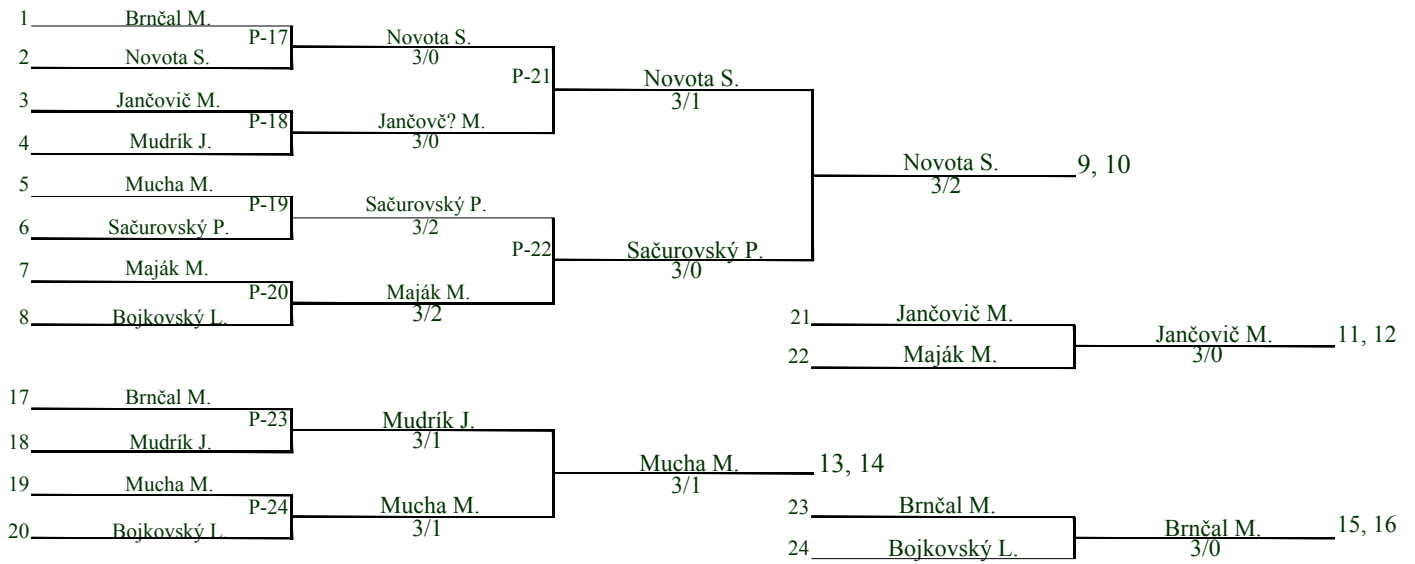 1 Brnčal M.
P-17 Novota S.
2 Novota S. 3/0
P-21 Novota S.
3 Jančovič M. 3/1
P-18 Jančovč? M.
4 Mudrík J. 3/0
Novota S. 9, 10
5 Mucha M. 3/2
P-19 Sačurovský P.
6 Sačurovský P. 3/2
P-22 Sačurovský P.
7 Maják M. 3/0
P-20 Maják M.
8 Bojkovský L. 3/2
21 Jančovič M.
Jančovič M. 11, 12
22 Maják M. 3/0
17 Brnčal M.
P-23 Mudrík J.
18 Mudrík J. 3/1
Mucha M. 13, 14
19 Mucha M. 3/1
P-24 Mucha M.
20 Bojkovský L. 3/1
23 Brnčal M.
Brnčal M. 15, 16
24 Bojkovský L. 3/0